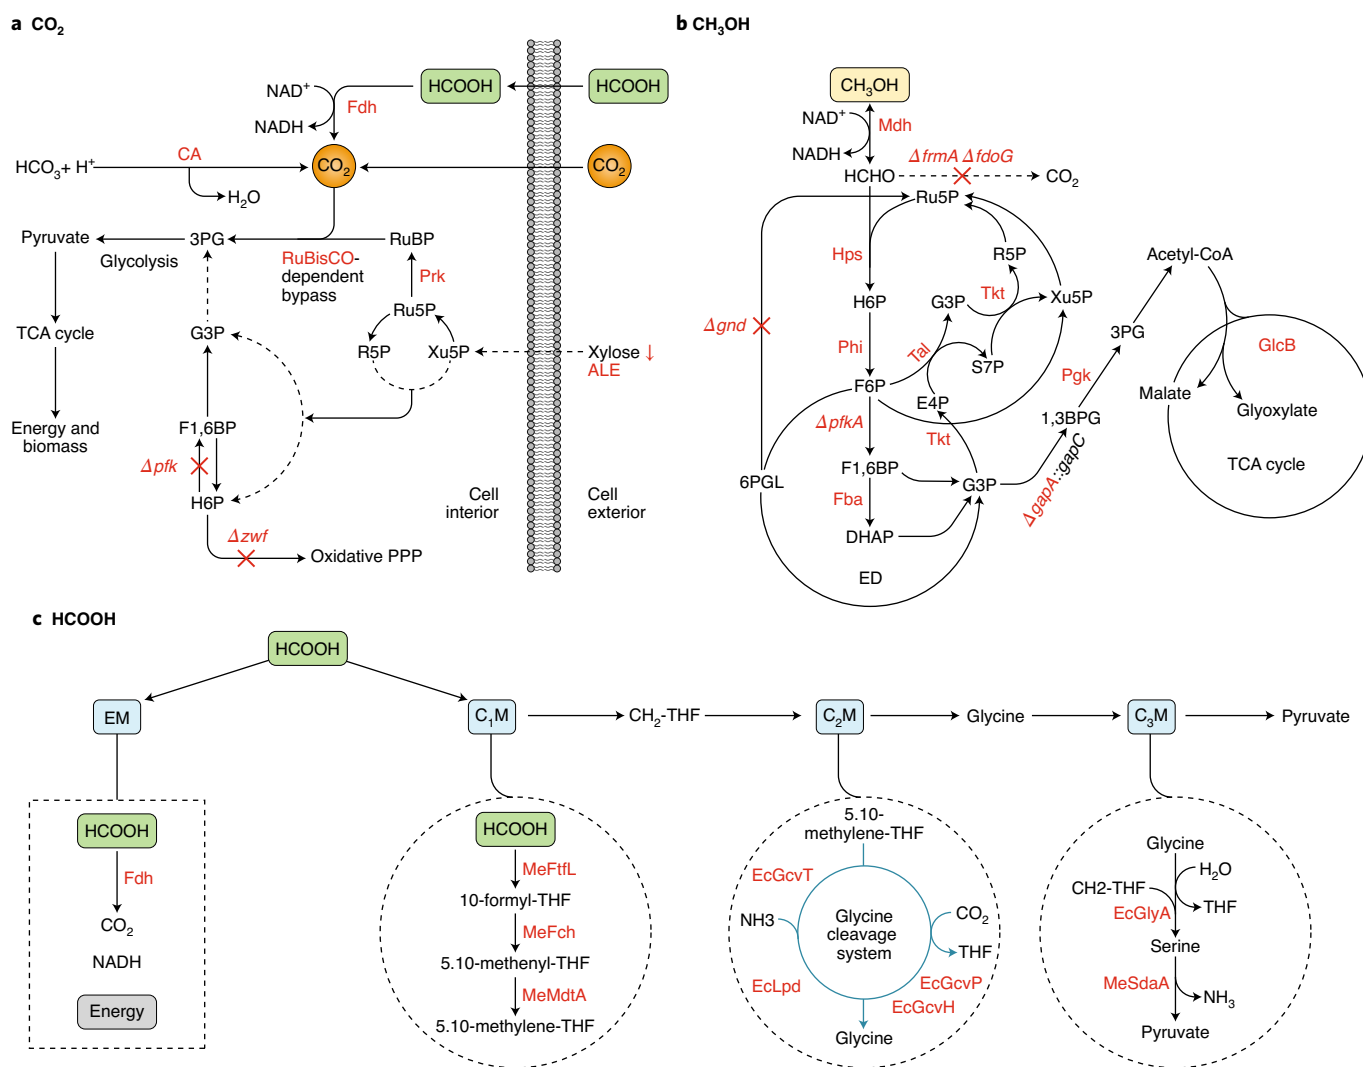 a CO₂
HCOOH
HCOOH
NAD⁺
Fdh
NADH
HCO₃+ H⁺
CA
CO₂
CO₂
H₂O
Pyruvate
3PG
RuBP
Glycolysis
RuBisCO-
dependent
bypass
Prk
Ru5P
TCA cycle
G3P
R5P
Xu5P
Xylose ↓
ALE
Energy and
biomass
F1,6BP
Δpfk
H6P
Cell
interior
Cell
exterior
Δzwf
Oxidative PPP
b CH₃OH
CH₃OH
NAD⁺
Mdh
NADH
ΔfrmA ΔfdoG
HCHO
CO₂
Ru5P
Hps
R5P
Acetyl-CoA
H6P
G3P
Tkt
Xu5P
Δgnd
Phi
Tal
S7P
3PG
GlcB
F6P
E4P
Pgk
Malate
Glyoxylate
ΔpfkA
Tkt
1,3BPG
F1,6BP
6PGL
Fba
G3P
ΔgapA::gapC
TCA cycle
DHAP
ED
c HCOOH
HCOOH
EM
C₁M
CH₂-THF
C₂M
Glycine
C₃M
Pyruvate
HCOOH
Fdh
CO₂
NADH
Energy
HCOOH
MeFtfL
10-formyl-THF
MeFch
5.10-methenyl-THF
MeMdtA
5.10-methylene-THF
5.10-
methylene-THF
EcGcvT
NH3
Glycine
cleavage
system
CO₂
THF
EcLpd
EcGcvP
EcGcvH
Glycine
Glycine
H₂O
CH2-THF
THF
EcGlyA
Serine
MeSdaA
NH₃
Pyruvate